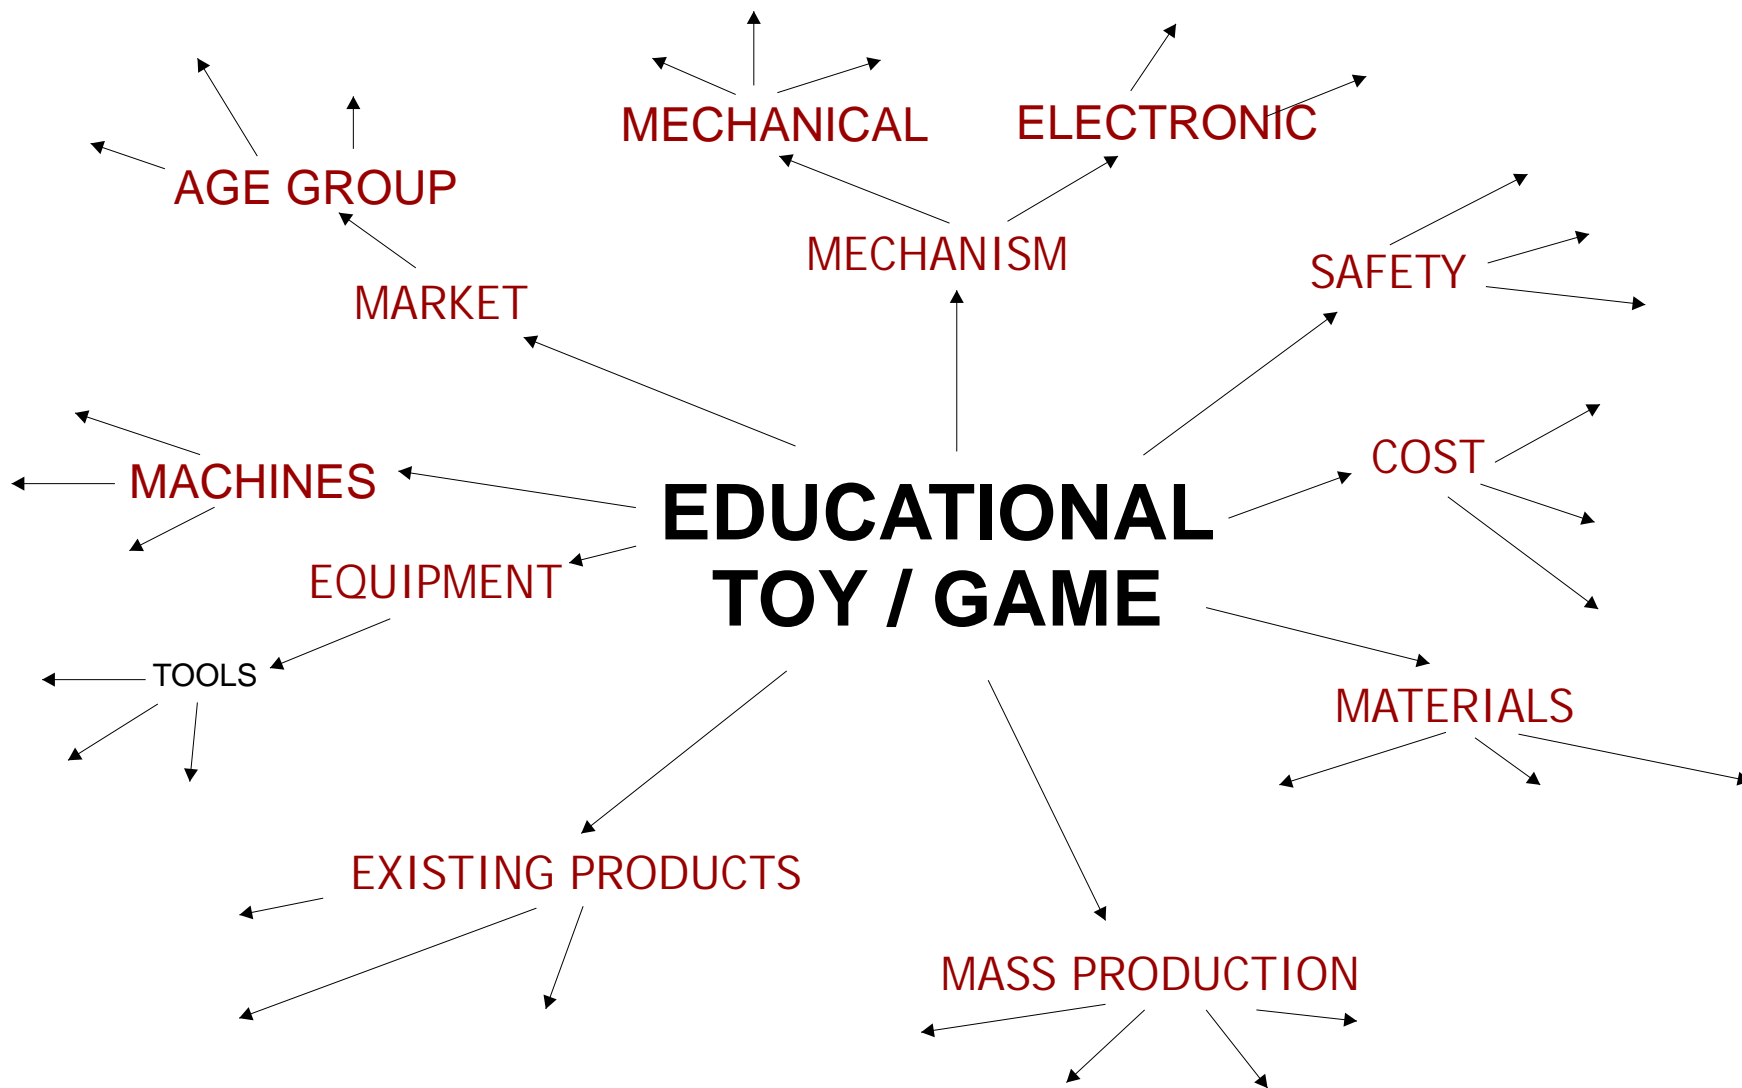 MECHANICAL
ELECTRONIC
AGE GROUP
MECHANISM
SAFETY
MARKET
COST
MACHINES
EDUCATIONAL
TOY / GAME
EQUIPMENT
TOOLS
MATERIALS
EXISTING PRODUCTS
MASS PRODUCTION